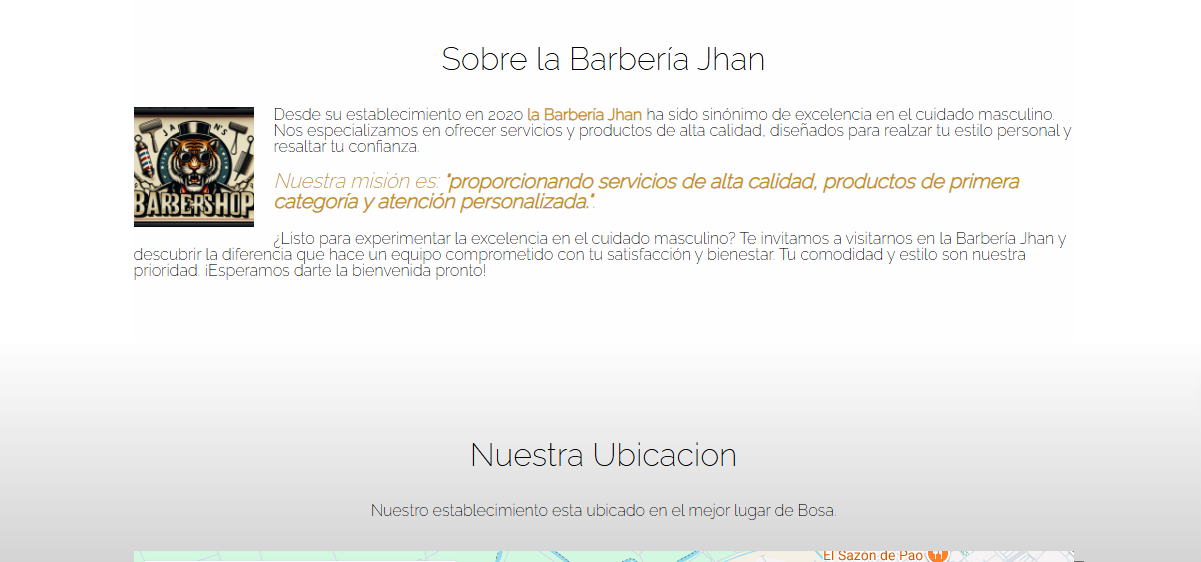 Sobre la Barbería Jhan
Desde su establecimiento en 2020 la Barbería Jhan ha sido sinónimo de excelencia en el cuidado masculino.
Nos especializamos en ofrecer servicios y productos de alta calidad, diseñados para realzar tu estilo personal y
resaltar tu confianza.
JAN'S
BARBERSHOP
Nuestra misión es: "proporcionando servicios de alta calidad, productos de primera
categoría y atención personalizada.".
¿Listo para experimentar la excelencia en el cuidado masculino? Te invitamos a visitarnos en la Barbería Jhan y
descubrir la diferencia que hace un equipo comprometido con tu satisfacción y bienestar. Tu comodidad y estilo son nuestra
prioridad. ¡Esperamos darte la bienvenida pronto!
Nuestra Ubicacion
Nuestro establecimiento esta ubicado en el mejor lugar de Bosa.
El Sazón de Pao